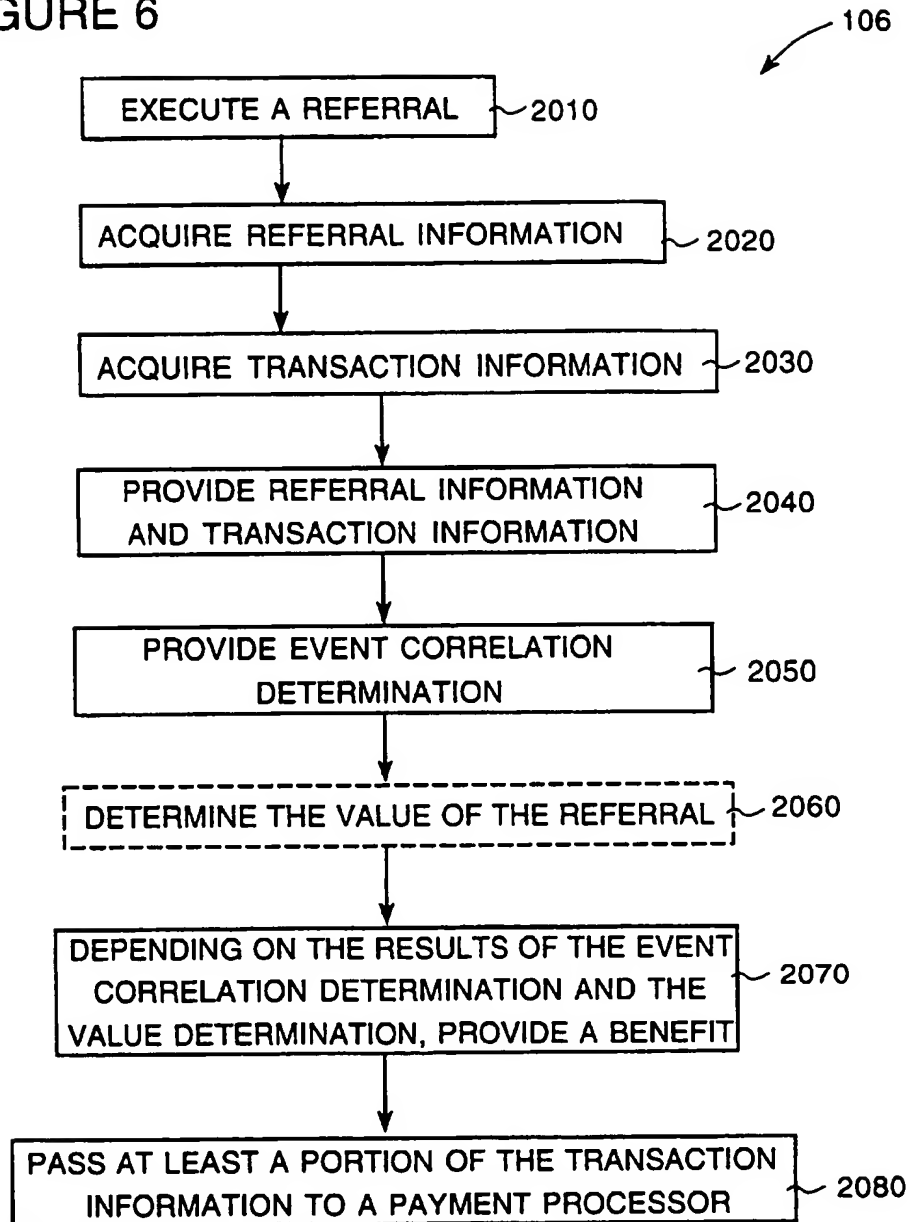 GURE 6
106
EXECUTE A REFERRAL
2010
ACQUIRE REFERRAL INFORMATION
2020
ACQUIRE TRANSACTION INFORMATION
2030
PROVIDE REFERRAL INFORMATION
AND TRANSACTION INFORMATION
2040
PROVIDE EVENT CORRELATION
DETERMINATION
2050
DETERMINE THE VALUE OF THE REFERRAL
2060
DEPENDING ON THE RESULTS OF THE EVENT
CORRELATION DETERMINATION AND THE
VALUE DETERMINATION, PROVIDE A BENEFIT
2070
PASS AT LEAST A PORTION OF THE TRANSACTION
INFORMATION TO A PAYMENT PROCESSOR
2080